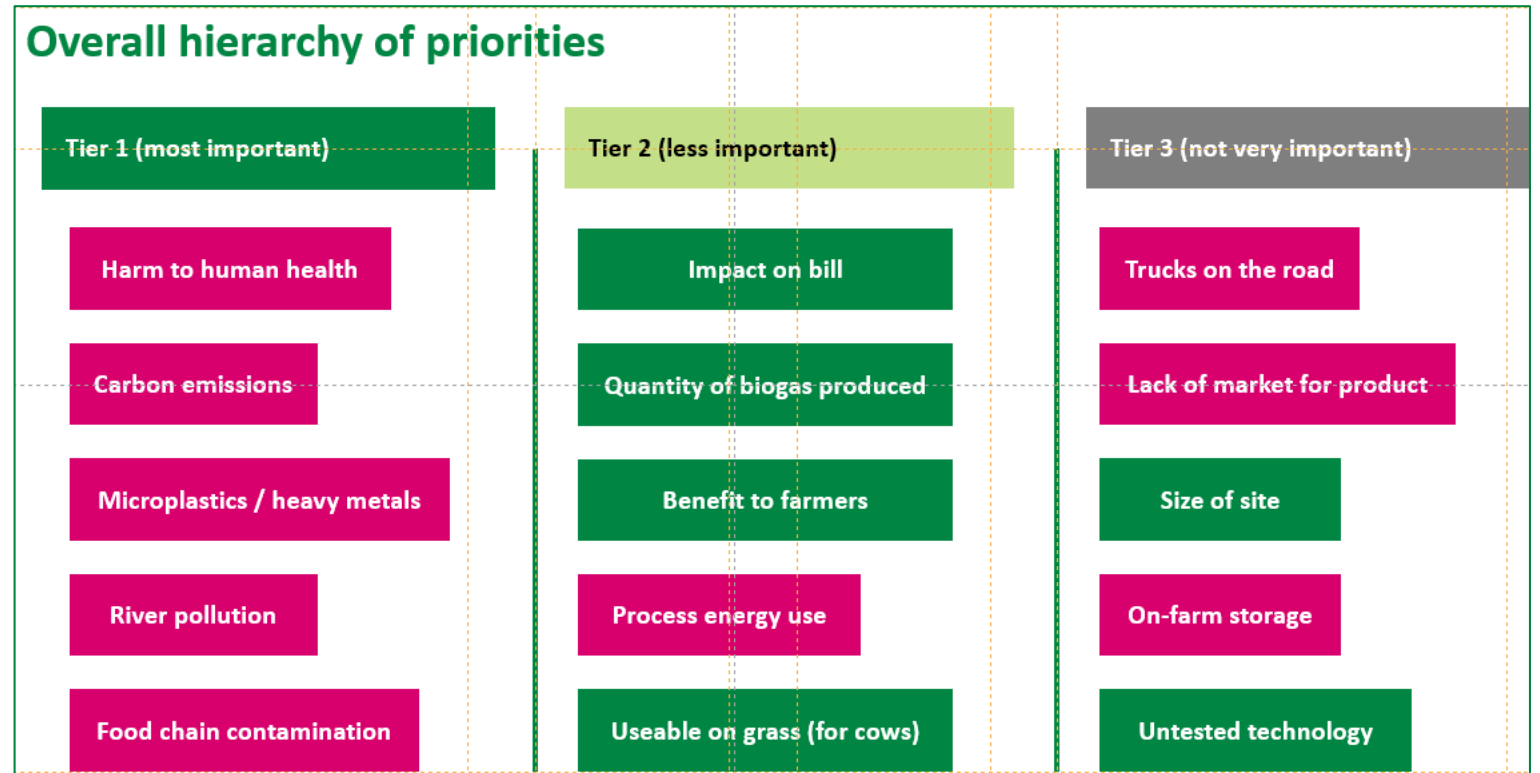 Overall hierarchy of priorities
Tier 1 (most important)
Harm to human health
Carbon emissions
Microplastics / heavy metals
River pollution
Food chain contamination
Tier 2 (less important)
Impact on bill
Quantity of biogas produced
Benefit to farmers
Process energy use
Useable on grass (for cows)
Tier 3 (not very important)
Trucks on the road
Lack of market for product
Size of site
On-farm storage
Untested technology